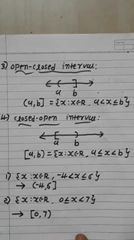 3) open-closed interval:
a b
(a,b] = {x:x∈R, a<x≤b}
4) closed-open interval:
a b
[a,b) = {x:x∈R, a≤x<b}
1) {x:x∈R, -4<x≤6}
→ (-4,6]
2) {x:x∈R, 0≤x<7}
→ [0,7)